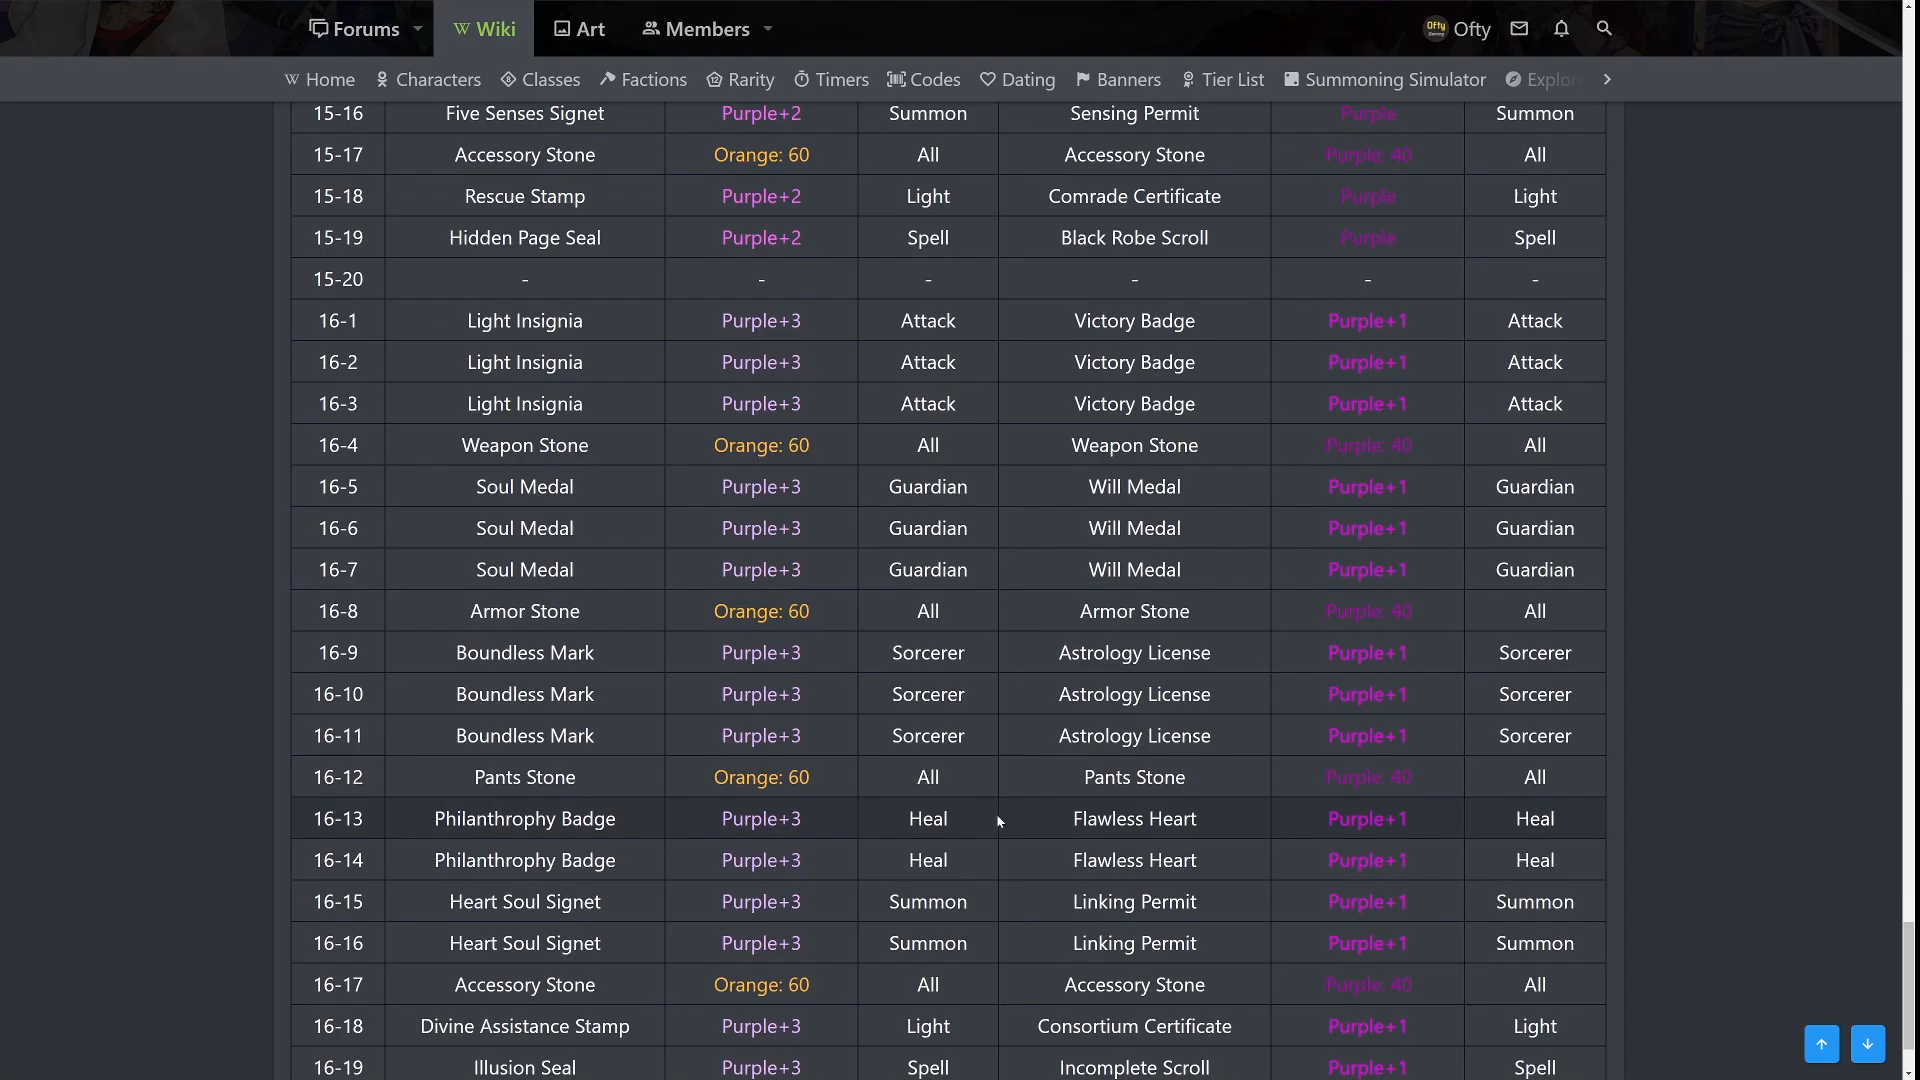 Forums Wiki Art Members Ofty Gaming Ofty
Home Characters Classes Factions Rarity Timers Codes Dating Banners Tier List Summoning Simulator Explor
15-16 Five Senses Signet Purple+2 Summon Sensing Permit Purple Summon
15-17 Accessory Stone Orange: 60 All Accessory Stone Purple: 40 All
15-18 Rescue Stamp Purple+2 Light Comrade Certificate Purple Light
15-19 Hidden Page Seal Purple+2 Spell Black Robe Scroll Purple Spell
15-20 - - - - - -
16-1 Light Insignia Purple+3 Attack Victory Badge Purple+1 Attack
16-2 Light Insignia Purple+3 Attack Victory Badge Purple+1 Attack
16-3 Light Insignia Purple+3 Attack Victory Badge Purple+1 Attack
16-4 Weapon Stone Orange: 60 All Weapon Stone Purple: 40 All
16-5 Soul Medal Purple+3 Guardian Will Medal Purple+1 Guardian
16-6 Soul Medal Purple+3 Guardian Will Medal Purple+1 Guardian
16-7 Soul Medal Purple+3 Guardian Will Medal Purple+1 Guardian
16-8 Armor Stone Orange: 60 All Armor Stone Purple: 40 All
16-9 Boundless Mark Purple+3 Sorcerer Astrology License Purple+1 Sorcerer
16-10 Boundless Mark Purple+3 Sorcerer Astrology License Purple+1 Sorcerer
16-11 Boundless Mark Purple+3 Sorcerer Astrology License Purple+1 Sorcerer
16-12 Pants Stone Orange: 60 All Pants Stone Purple: 40 All
16-13 Philanthrophy Badge Purple+3 Heal Flawless Heart Purple+1 Heal
16-14 Philanthrophy Badge Purple+3 Heal Flawless Heart Purple+1 Heal
16-15 Heart Soul Signet Purple+3 Summon Linking Permit Purple+1 Summon
16-16 Heart Soul Signet Purple+3 Summon Linking Permit Purple+1 Summon
16-17 Accessory Stone Orange: 60 All Accessory Stone Purple: 40 All
16-18 Divine Assistance Stamp Purple+3 Light Consortium Certificate Purple+1 Light
16-19 Illusion Seal Purple+3 Spell Incomplete Scroll Purple+1 Spell